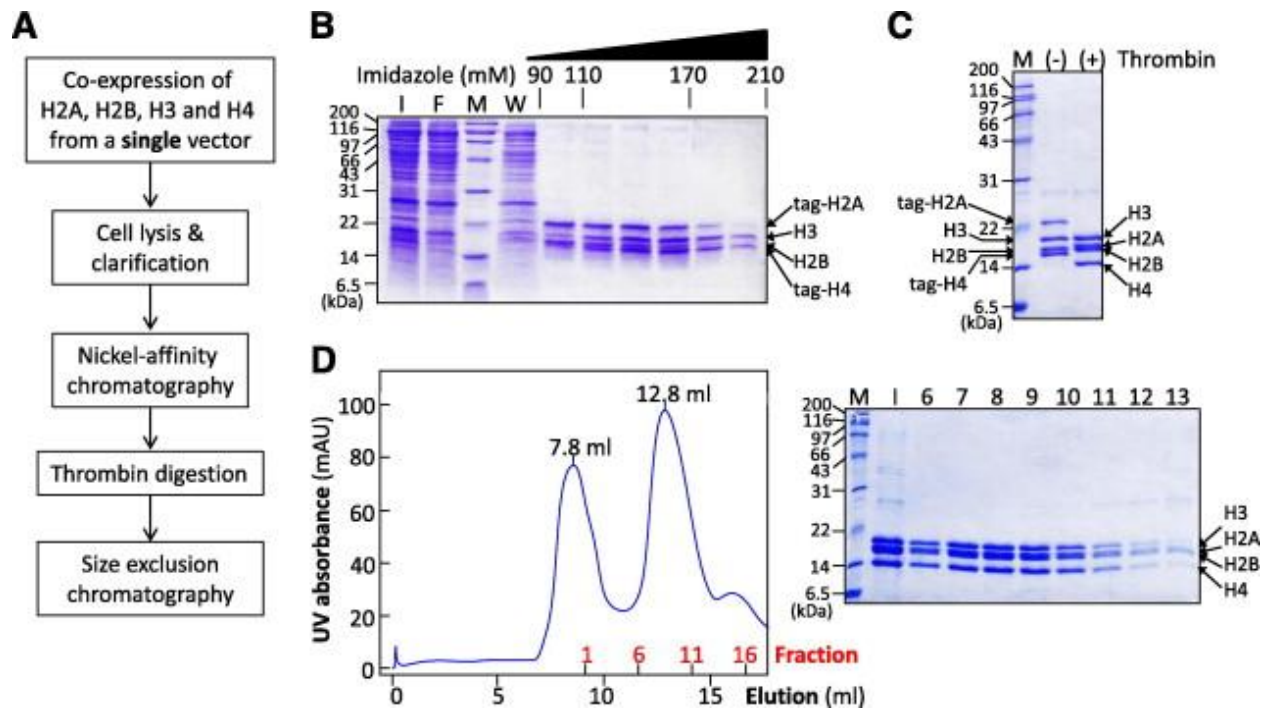 A
Co-expression of
H2A, H2B, H3 and H4
from a single vector
Cell lysis &
clarification
Nickel-affinity
chromatography
Thrombin digestion
Size exclusion
chromatography
B
Imidazole (mM) 90 110 170 210
I F M W
200
116
97
66
43
31
22
14
6.5
(kDa)
tag-H2A
H3
H2B
tag-H4
C
M (-) (+) Thrombin
200
116
97
66
43
31
22
14
6.5
(kDa)
tag-H2A
H3
H2B
tag-H4
H3
H2A
H2B
H4
D
UV absorbance (mAU)
100
80
60
40
20
0
7.8 ml
12.8 ml
1 6 11 16 Fraction
0 5 10 15 Elution (ml)
M I 6 7 8 9 10 11 12 13
200
116
97
66
43
31
22
14
6.5
(kDa)
H3
H2A
H2B
H4